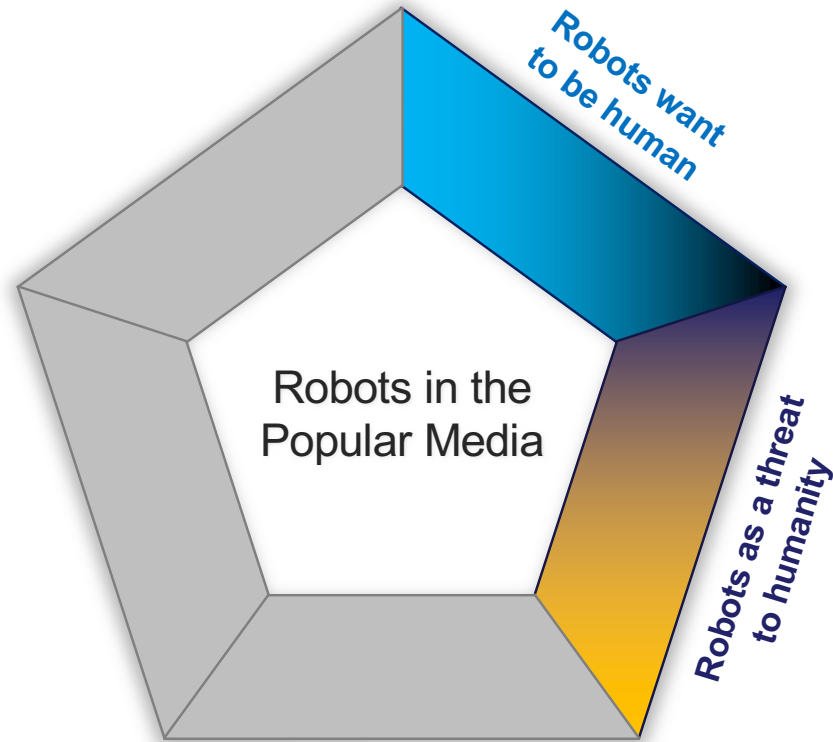 Robots want
to be human
Robots in the
Popular Media
Robots as a threat
to humanity